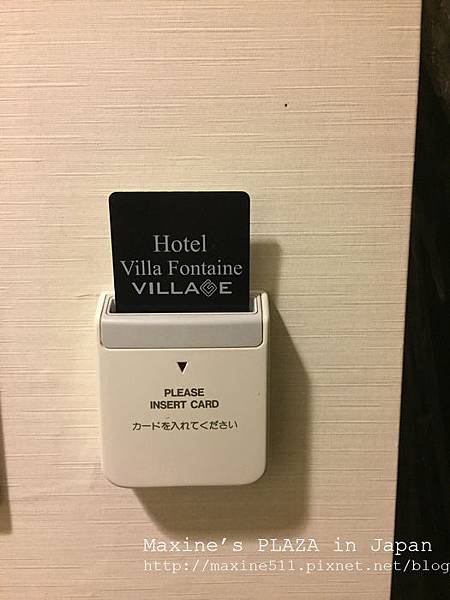 Hotel
Villa Fontaine
VILLAGE
PLEASE
INSERT CARD
カードを入れてください
Maxine's PLAZA in Japan
http://maxine511.pixnet.net/blog